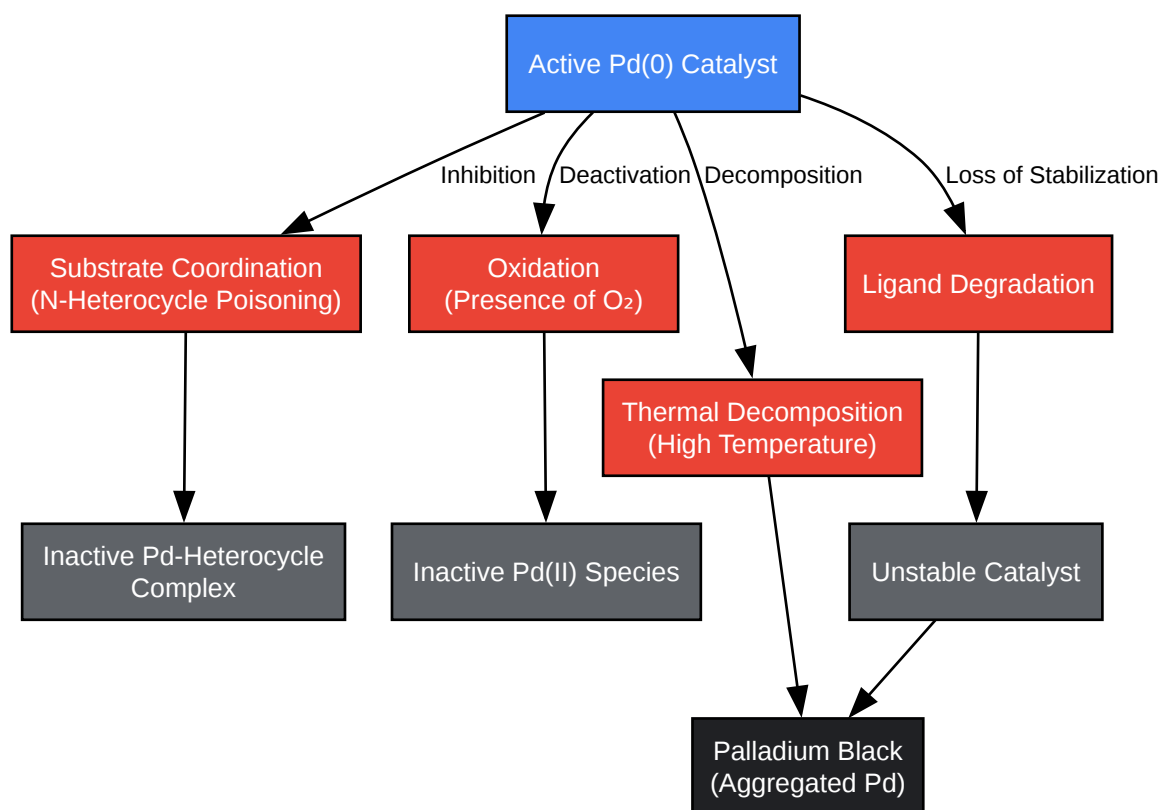 Active Pd(0) Catalyst
Inhibition
Deactivation
Decomposition
Loss of Stabilization
Substrate Coordination
(N-Heterocycle Poisoning)
Oxidation
(Presence of O₂)
Ligand Degradation
Thermal Decomposition
(High Temperature)
Inactive Pd-Heterocycle
Complex
Inactive Pd(II) Species
Unstable Catalyst
Palladium Black
(Aggregated Pd)